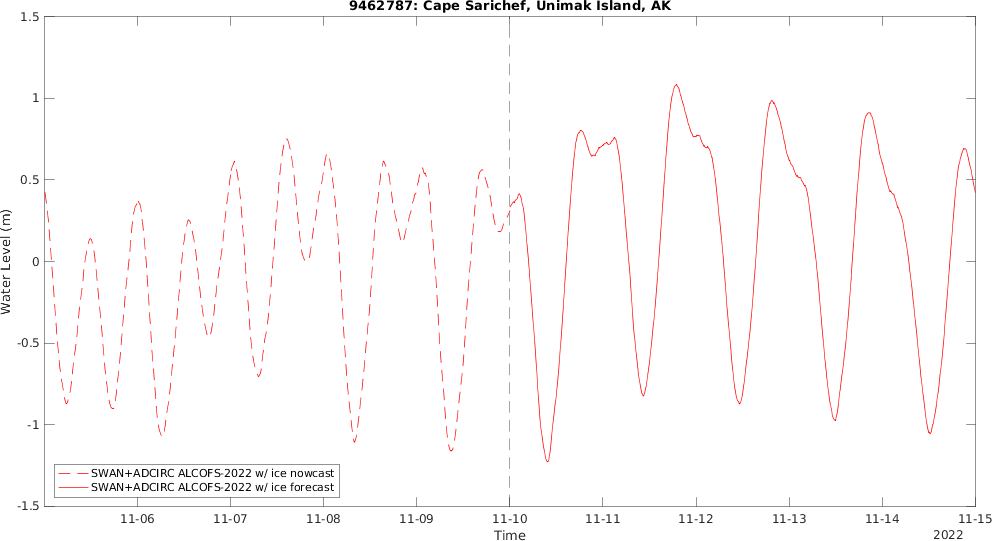 9462787: Cape Sarichef, Unimak Island, AK
1.5
1
0.5
0
-0.5
-1
-1.5
Water Level (m)
SWAN+ADCIRC ALCOFS-2022 w/ ice nowcast
SWAN+ADCIRC ALCOFS-2022 w/ ice forecast
11-06 11-07 11-08 11-09 11-10 11-11 11-12 11-13 11-14 11-15
Time
2022